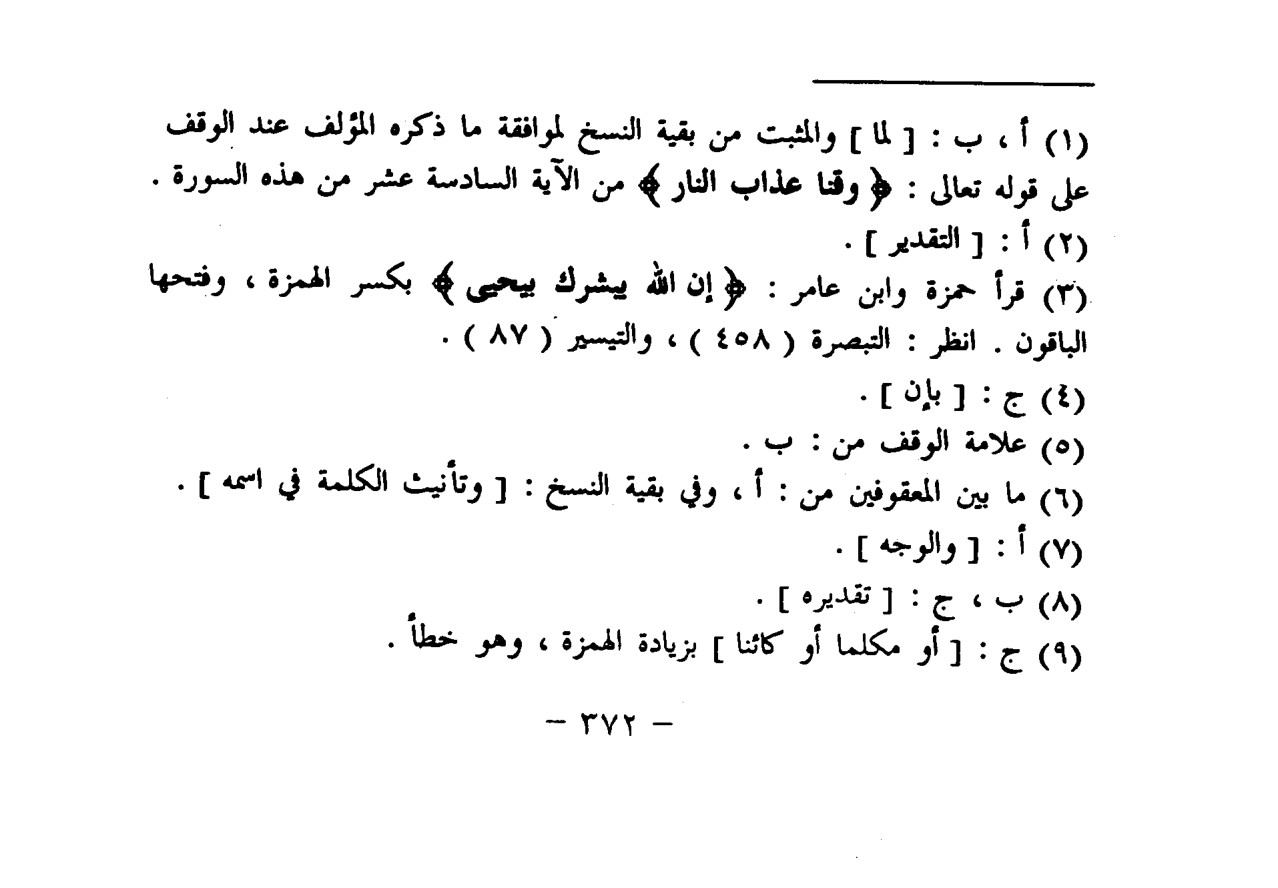 (١) أ ، ب : [ لما ] والمثبت من بقية النسخ لموافقة ما ذكره المؤلف عند الوقف
على قوله تعالى : ﴿ وقنا عذاب النار ﴾ من الآية السادسة عشر من هذه السورة .
(٢) أ : [ التقدير ] .
(٣) قرأ حمزة وابن عامر : ﴿ إن الله يبشرك بيحيى ﴾ بكسر الهمزة ، وفتحها
الباقون . انظر : التبصرة ( ٤٥٨ ) ، والتيسير ( ٨٧ ) .
(٤) ج : [ بإن ] .
(٥) علامة الوقف من : ب .
(٦) ما بين المعقوفين من : أ ، وفي بقية النسخ : [ وتأنيث الكلمة في اسمه ] .
(٧) أ : [ والوجه ] .
(٨) ب ، ج : [ تقديره ] .
(٩) ج : [ أو مكلما أو كائنا ] بزيادة الهمزة ، وهو خطأ .
– ٣٧٢ –